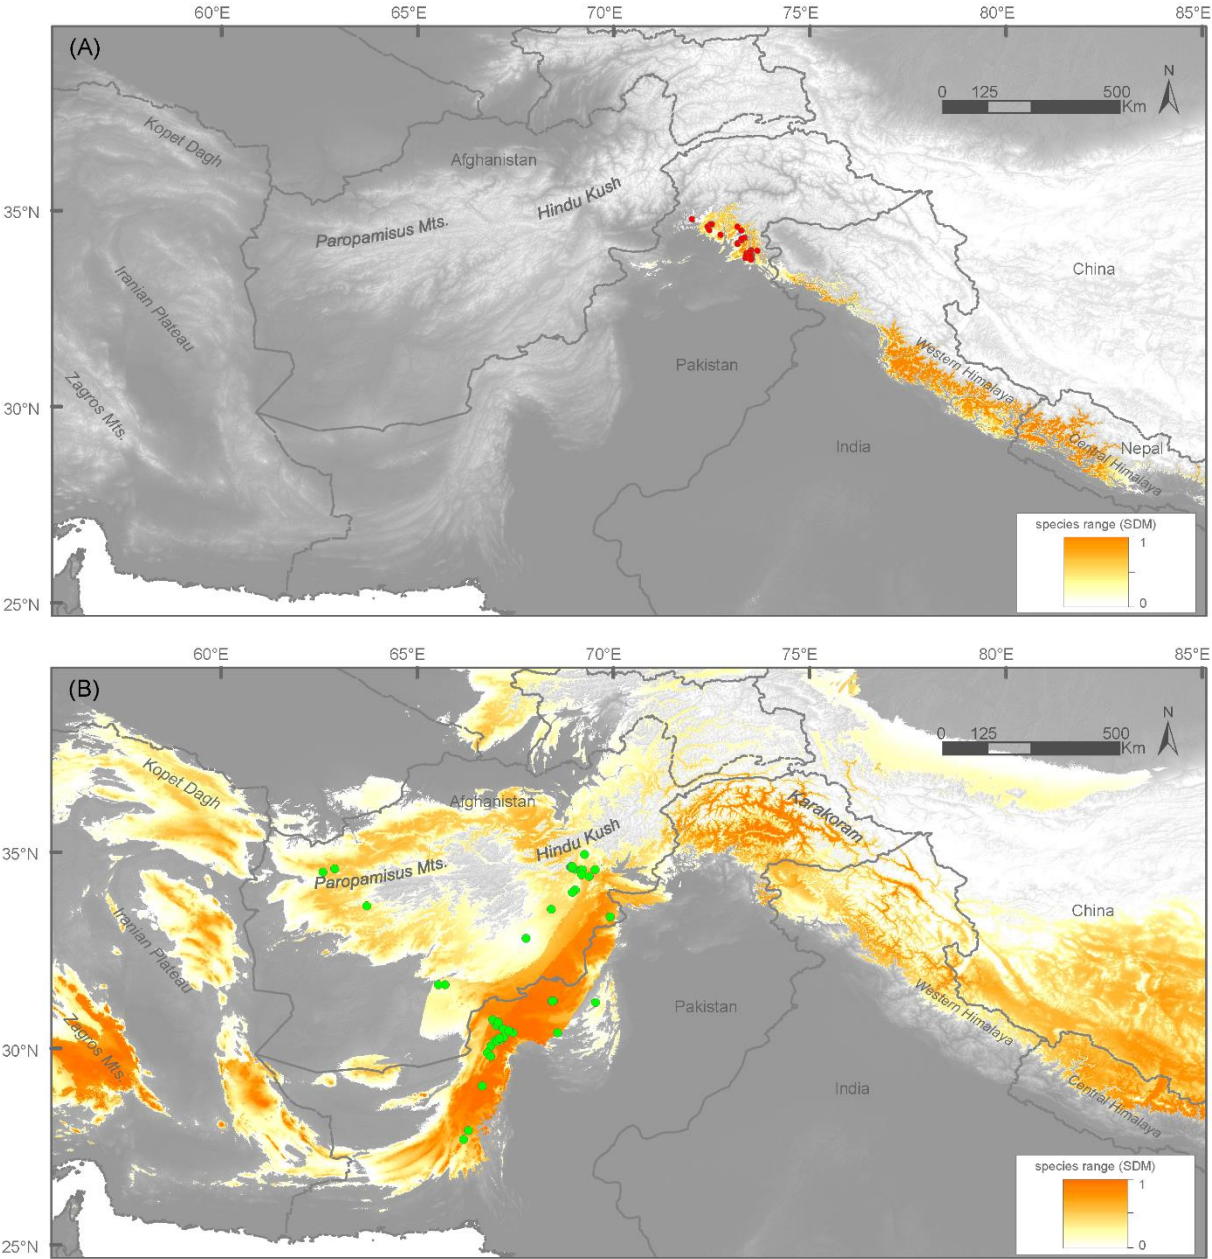 60°E 65°E 70°E 75°E 80°E 85°E
(A)
N
0 125 500
Km
Kopet Dagh
Afghanistan
Hindu Kush
35°N
Paropamisus Mts.
China
Iranian Plateau
Western Himalaya
Pakistan
Zagros Mts.
30°N
Central Himalaya
Nepal
India
species range (SDM)
1
0
25°N
60°E 65°E 70°E 75°E 80°E 85°E
(B)
N
0 125 500
Km
Kopet Dagh
Afghanistan
Karakoram
Hindu Kush
35°N
Paropamisus Mts.
China
Iranian Plateau
Western Himalaya
Pakistan
Zagros Mts.
30°N
Central Himalaya
India
species range (SDM)
1
0
25°N